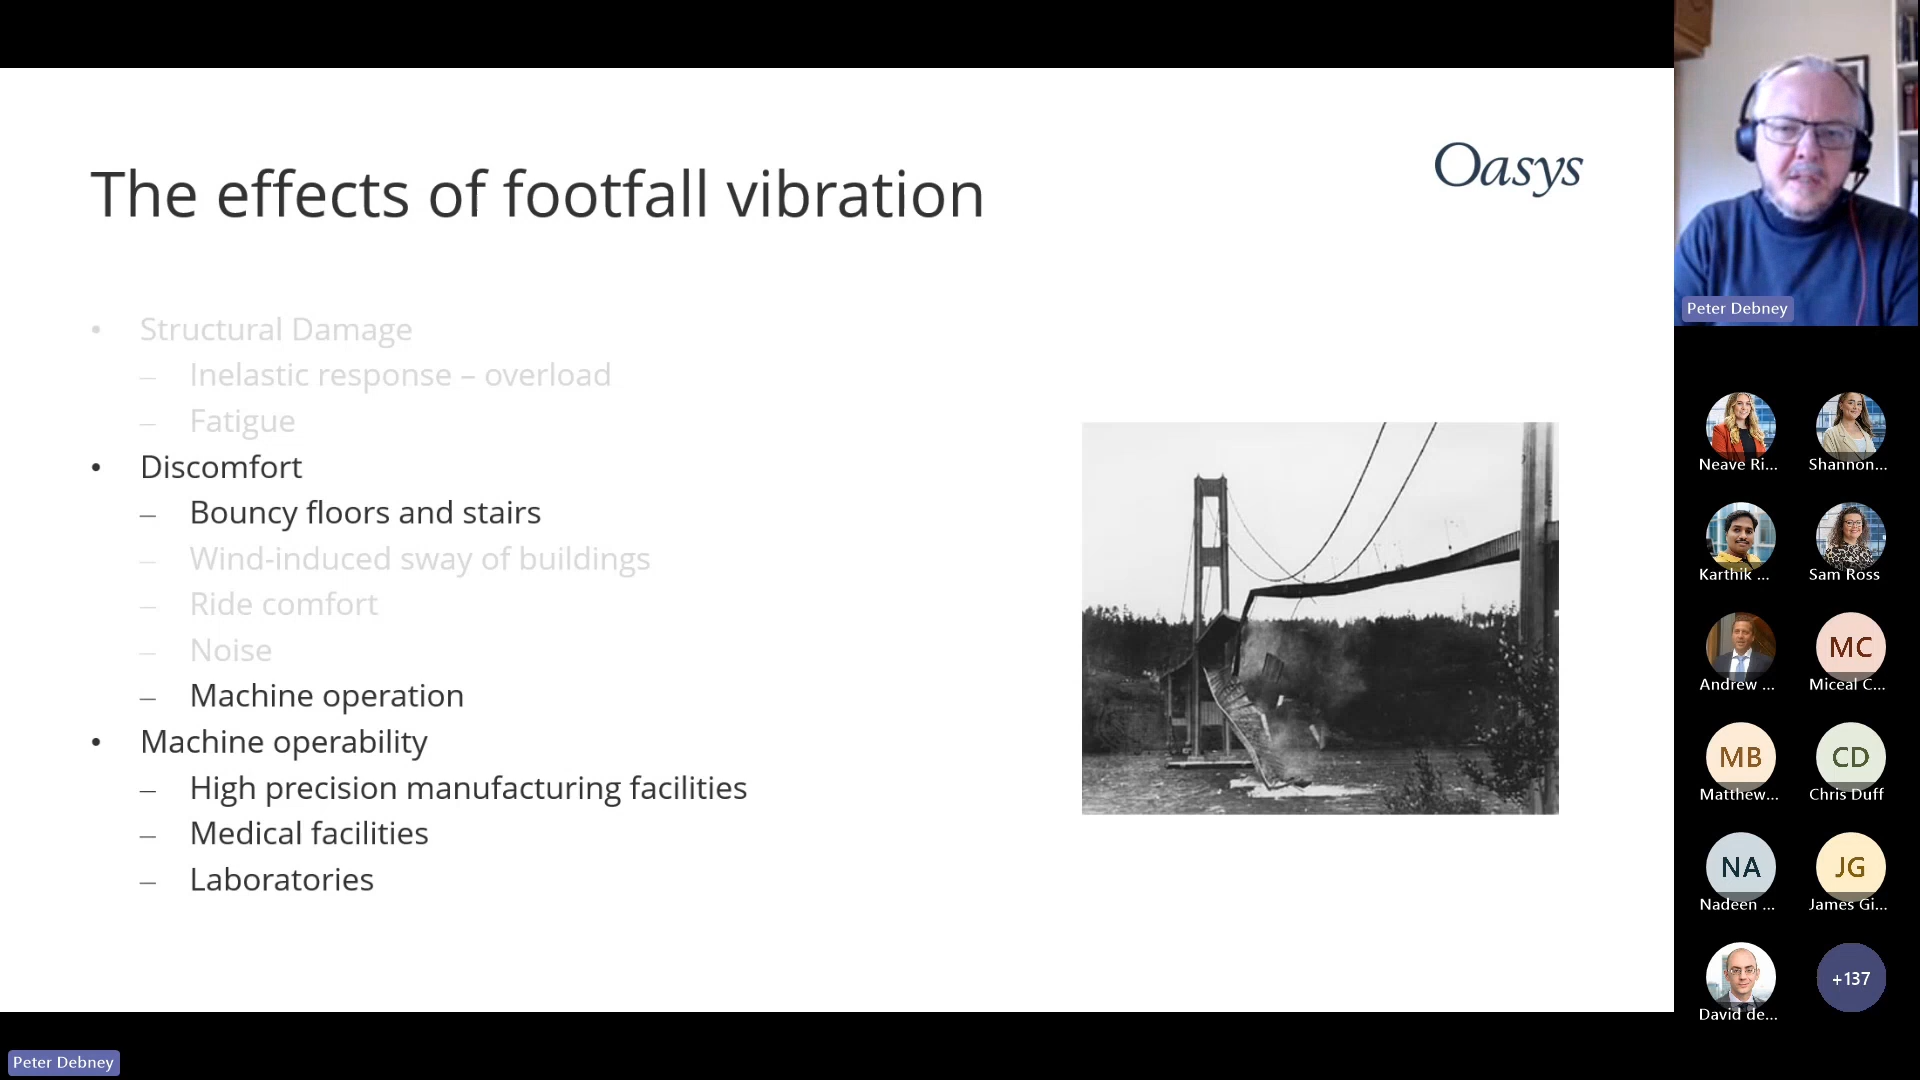 The effects of footfall vibration
Oasys
• Structural Damage
– Inelastic response – overload
– Fatigue
• Discomfort
– Bouncy floors and stairs
– Wind-induced sway of buildings
– Ride comfort
– Noise
– Machine operation
• Machine operability
– High precision manufacturing facilities
– Medical facilities
– Laboratories
Peter Debney
Neave Ri...
Shannon...
Karthik ...
Sam Ross
Andrew ...
MC
Miceal C...
MB
Matthew...
CD
Chris Duff
NA
Nadeen ...
JG
James Gi...
David de...
+137
Peter Debney